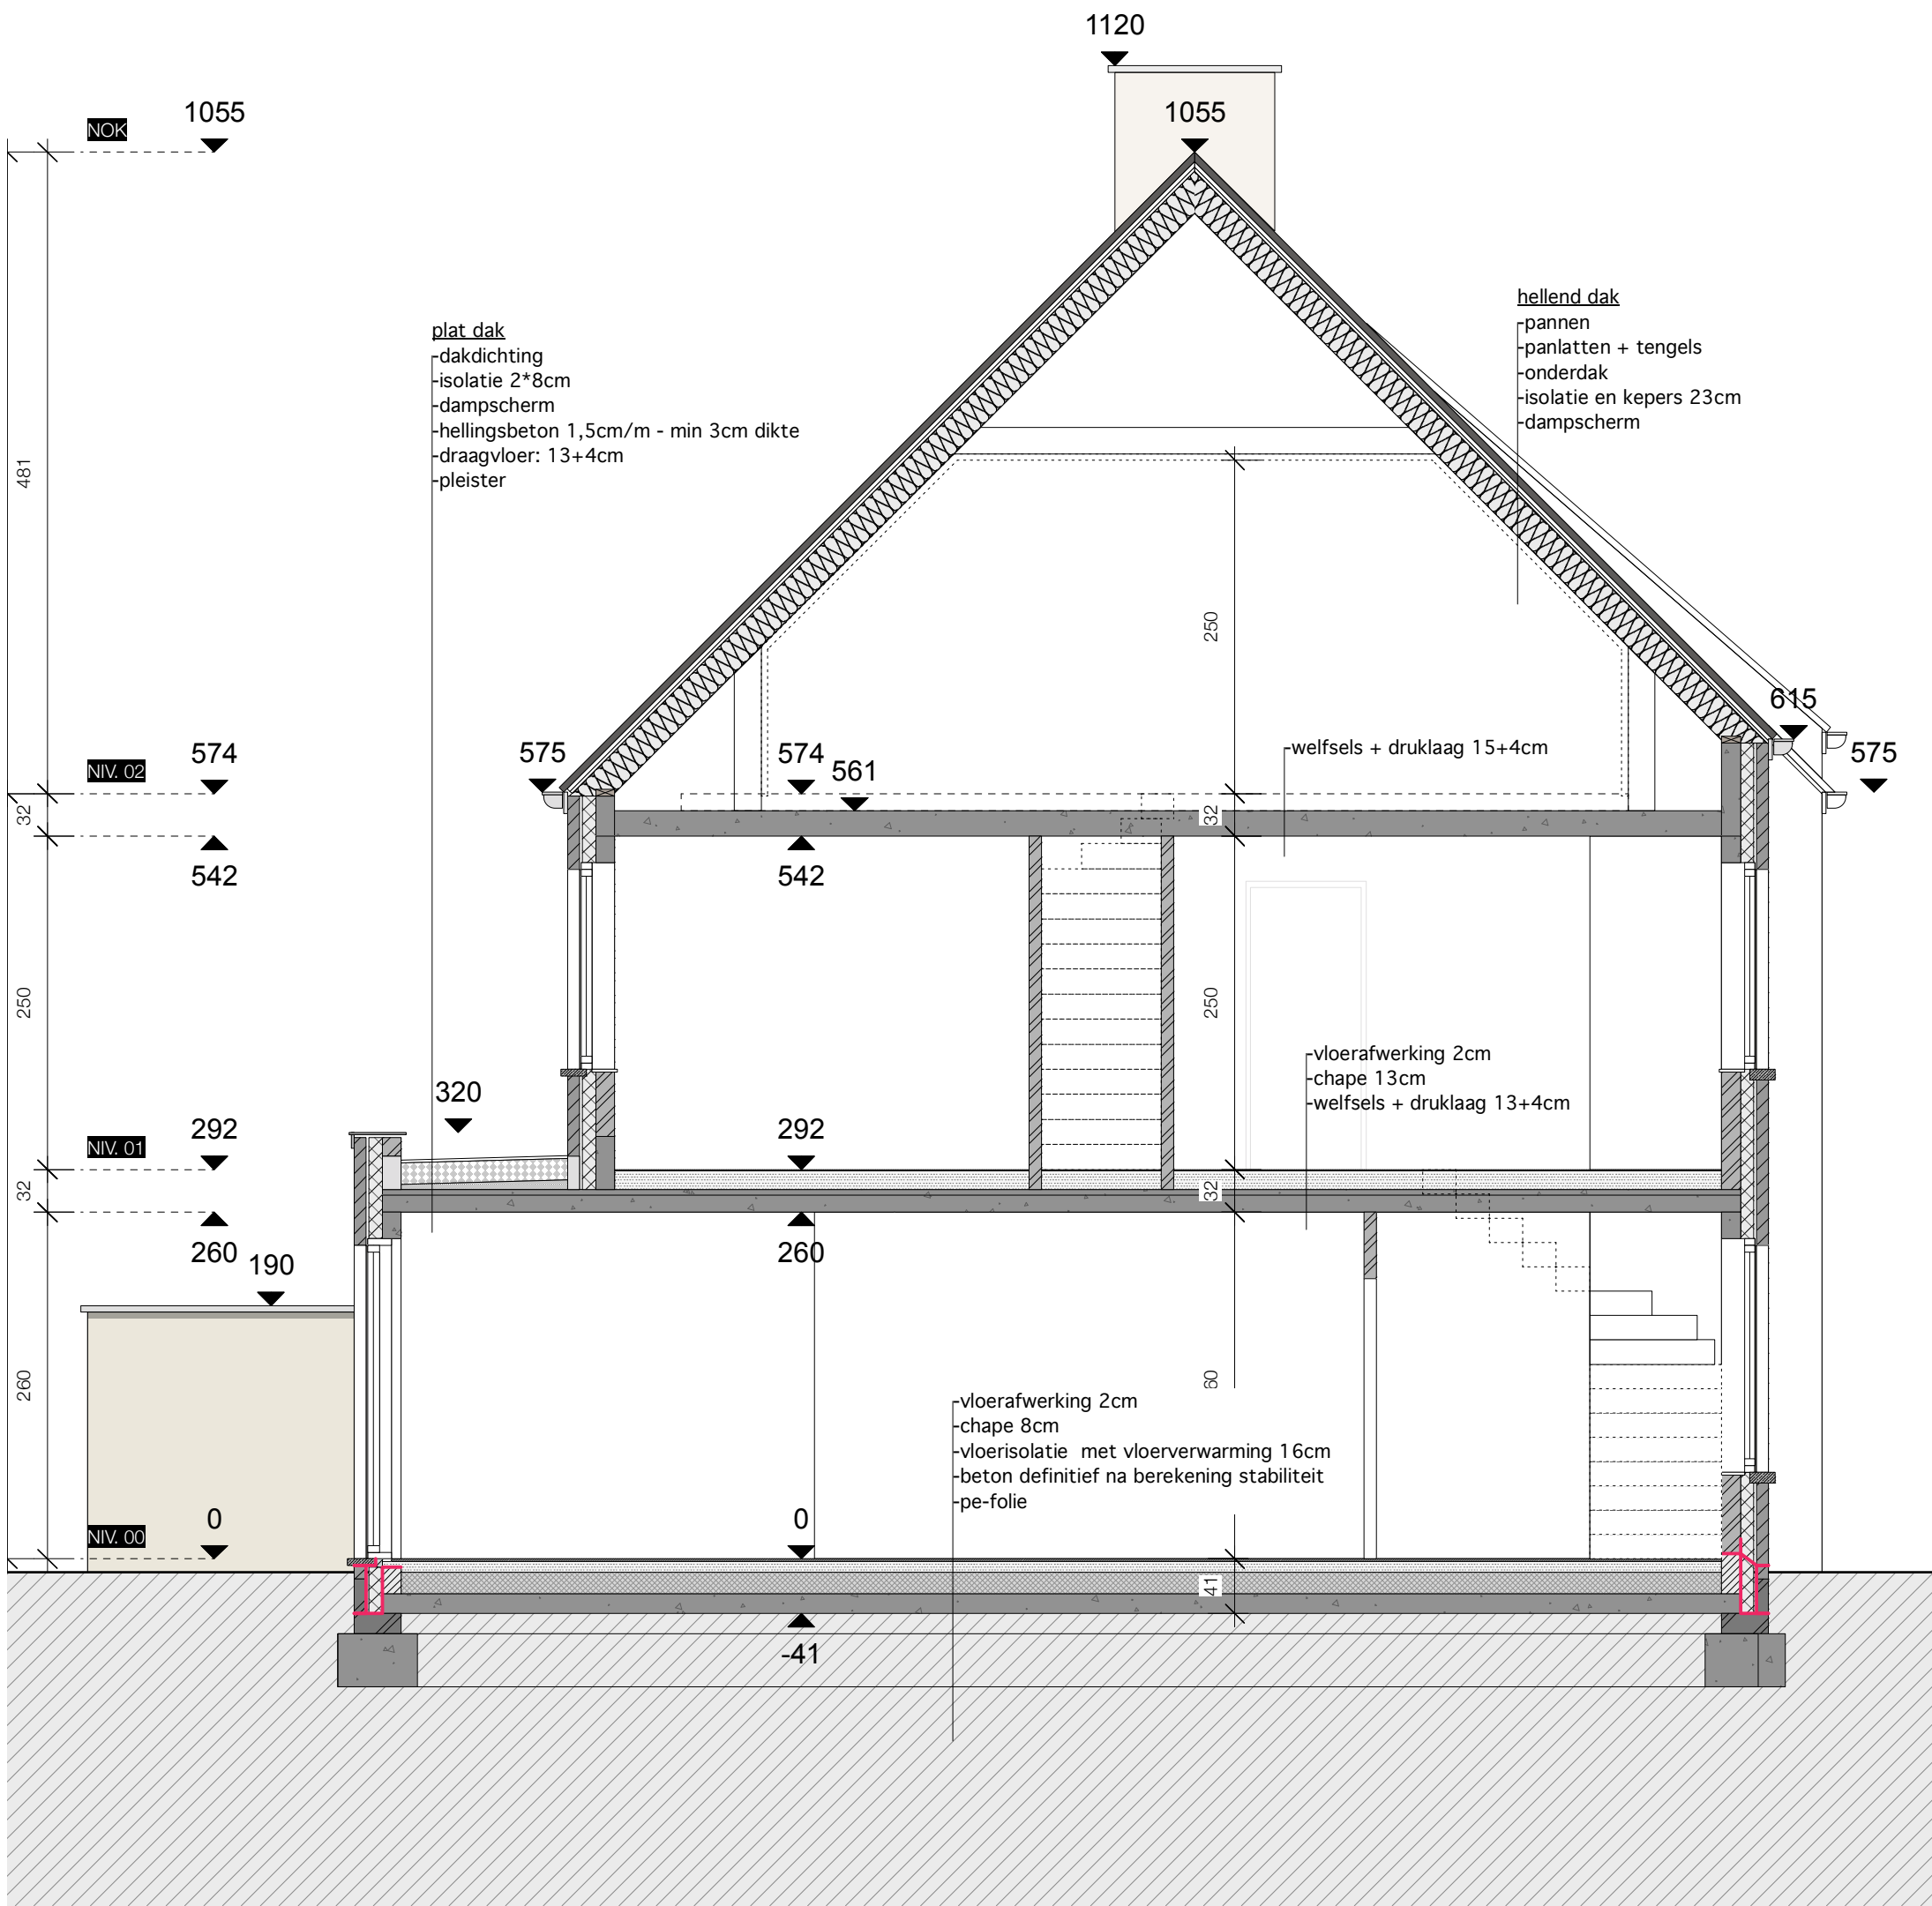 1120
NOK
1055
1055
hellend dak
-pannen
-panlatten + tengels
-onderdak
-isolatie en kepers 23cm
-dampscherm
plat dak
-dakdichting
-isolatie 2*8cm
-dampscherm
-hellingsbeton 1,5cm/m - min 3cm dikte
-draagvloer: 13+4cm
-pleister
481
250
615
NIV. 02
574
575
574
561
-welfsels + druklaag 15+4cm
575
32
32
542
542
250
250
-vloerafwerking 2cm
-chape 13cm
-welfsels + druklaag 13+4cm
320
NIV. 01
292
292
32
32
260
190
260
260
60
-vloerafwerking 2cm
-chape 8cm
-vloerisolatie  met vloerverwarming 16cm
-beton definitief na berekening stabiliteit
-pe-folie
NIV. 00
0
0
41
-41